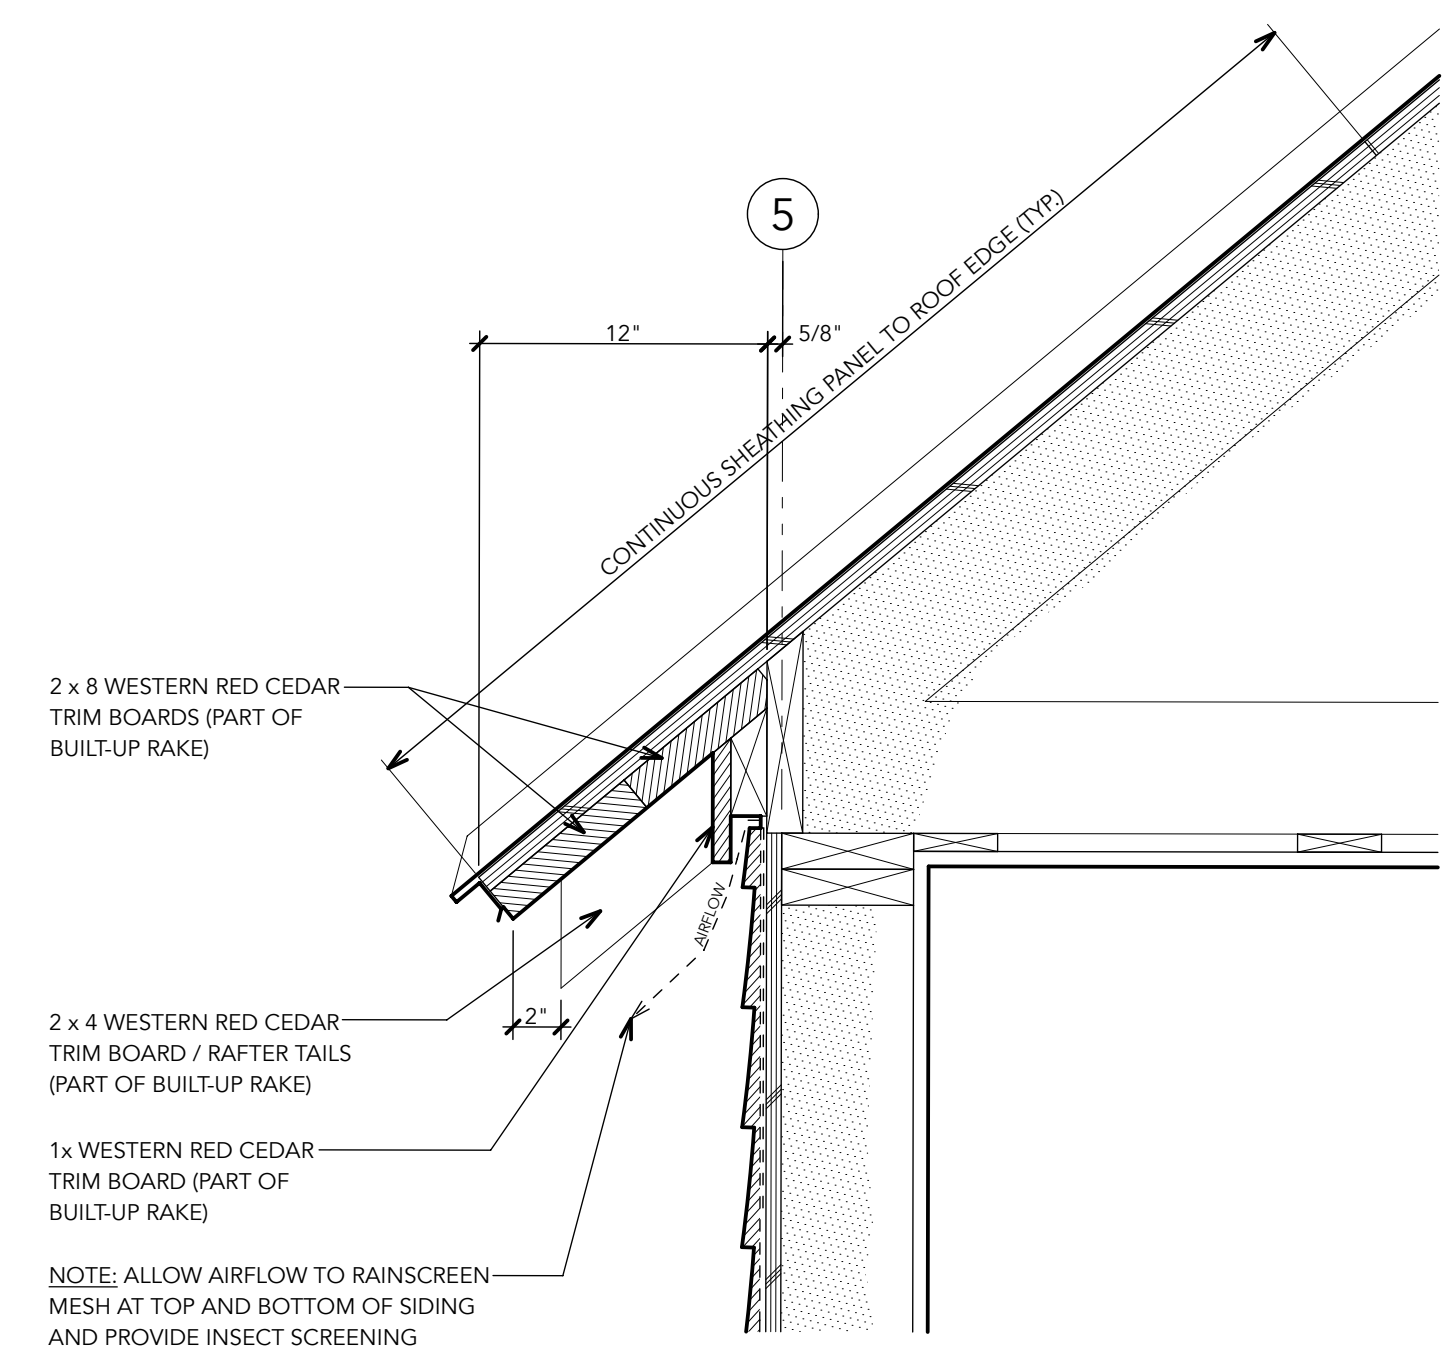 5
12"
5/8"
CONTINUOUS SHEATHING PANEL TO ROOF EDGE (TYP.)
2 x 8 WESTERN RED CEDAR
TRIM BOARDS (PART OF
BUILT-UP RAKE)
AIRFLOW
2"
2 x 4 WESTERN RED CEDAR
TRIM BOARD / RAFTER TAILS
(PART OF BUILT-UP RAKE)
1x WESTERN RED CEDAR
TRIM BOARD (PART OF
BUILT-UP RAKE)
NOTE: ALLOW AIRFLOW TO RAINSCREEN
MESH AT TOP AND BOTTOM OF SIDING
AND PROVIDE INSECT SCREENING